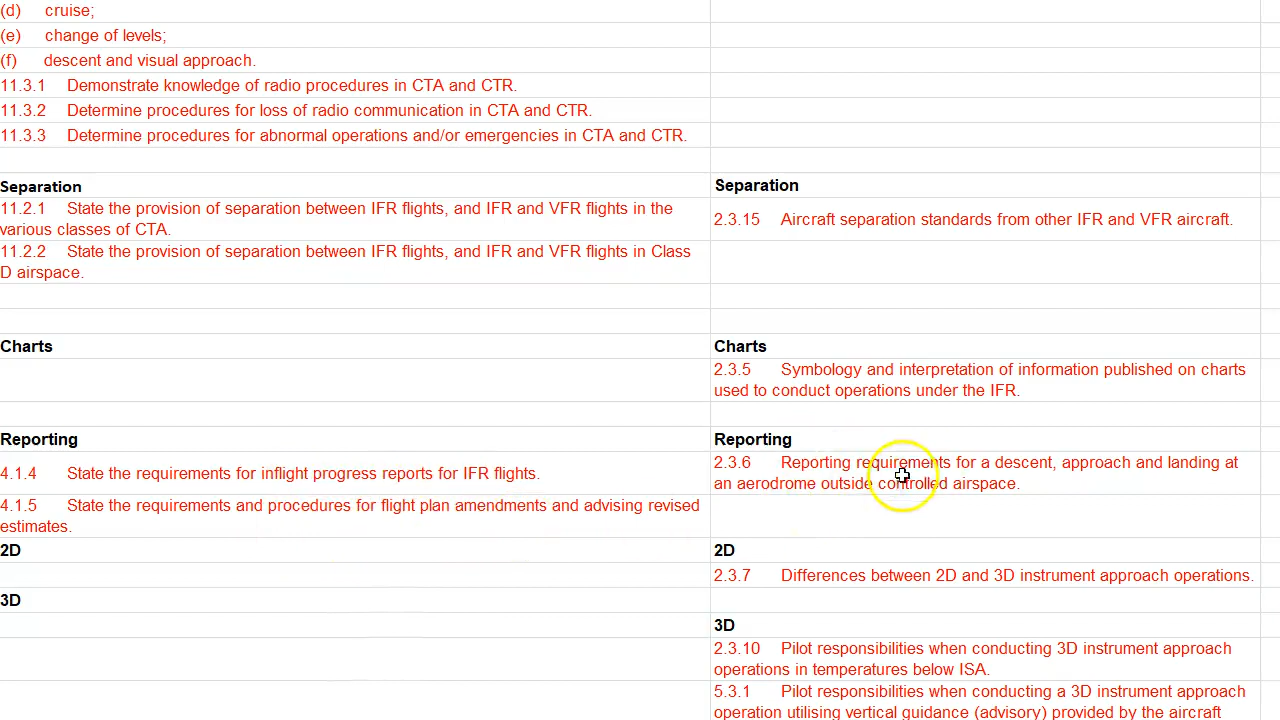 (d) cruise;
(e) change of levels;
(f) descent and visual approach.
11.3.1 Demonstrate knowledge of radio procedures in CTA and CTR.
11.3.2 Determine procedures for loss of radio communication in CTA and CTR.
11.3.3 Determine procedures for abnormal operations and/or emergencies in CTA and CTR.
Separation
Separation
11.2.1 State the provision of separation between IFR flights, and IFR and VFR flights in the
various classes of CTA.
2.3.15 Aircraft separation standards from other IFR and VFR aircraft.
11.2.2 State the provision of separation between IFR flights, and IFR and VFR flights in Class
D airspace.
Charts
Charts
2.3.5 Symbology and interpretation of information published on charts
used to conduct operations under the IFR.
Reporting
Reporting
4.1.4 State the requirements for inflight progress reports for IFR flights.
2.3.6 Reporting requirements for a descent, approach and landing at
an aerodrome outside controlled airspace.
4.1.5 State the requirements and procedures for flight plan amendments and advising revised
estimates.
2D
2D
2.3.7 Differences between 2D and 3D instrument approach operations.
3D
3D
2.3.10 Pilot responsibilities when conducting 3D instrument approach
operations in temperatures below ISA.
5.3.1 Pilot responsibilities when conducting a 3D instrument approach
operation utilising vertical guidance (advisory) provided by the aircraft